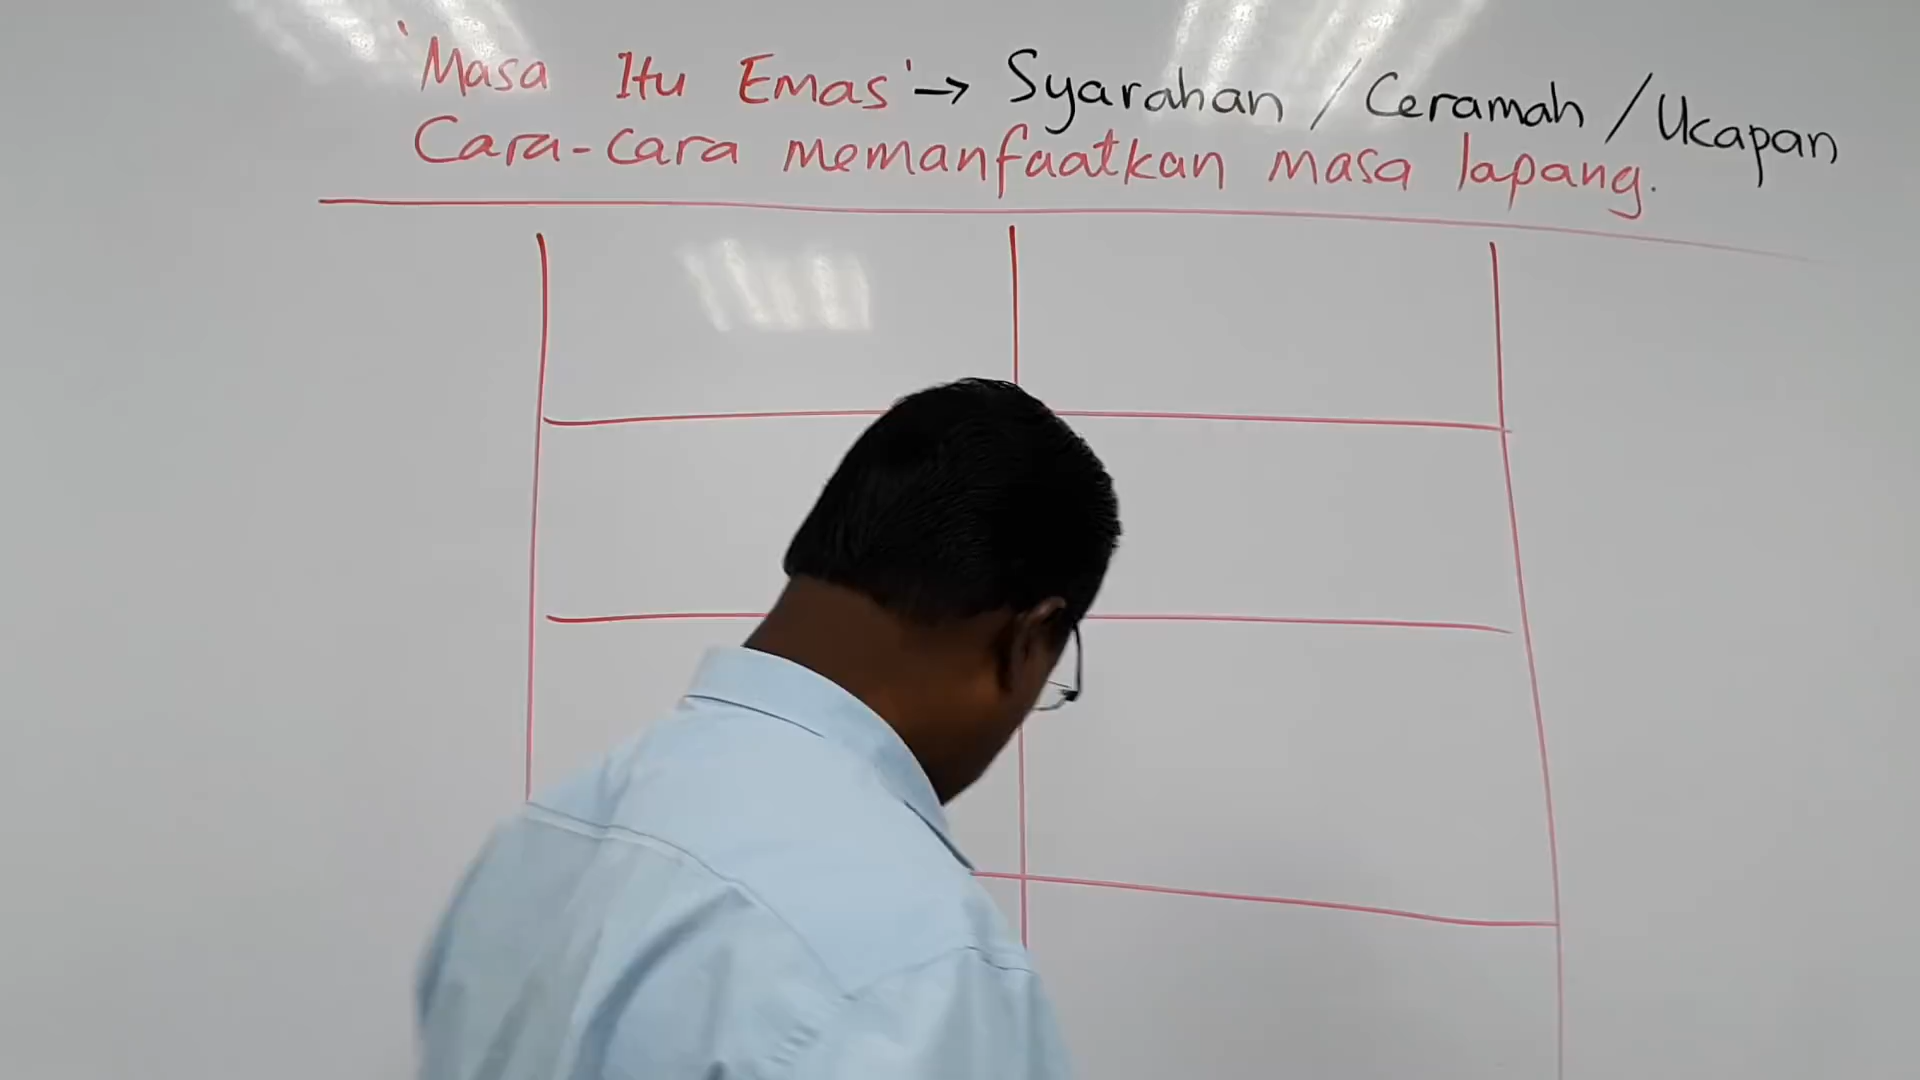 'Masa Itu Emas' → Syarahan / Ceramah / Ucapan
Cara-cara memanfaatkan masa lapang.